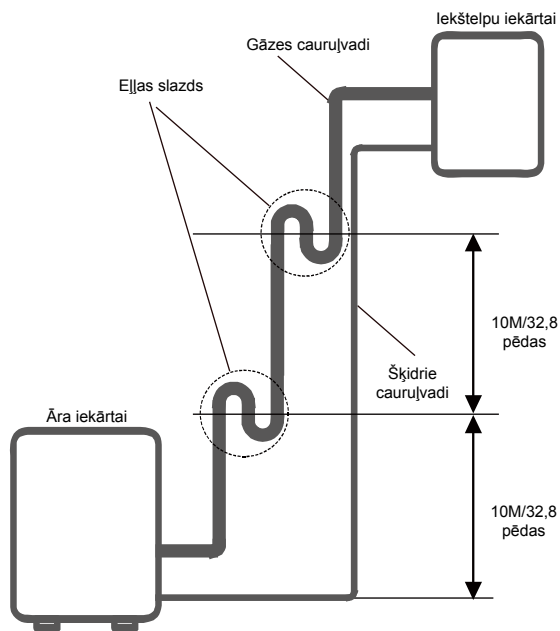 Iekštelpu iekārtai
Gāzes cauruļvadi
Eļļas slazds
10M/32,8
pēdas
Šķidrie
cauruļvadi
Āra iekārtai
10M/32,8
pēdas